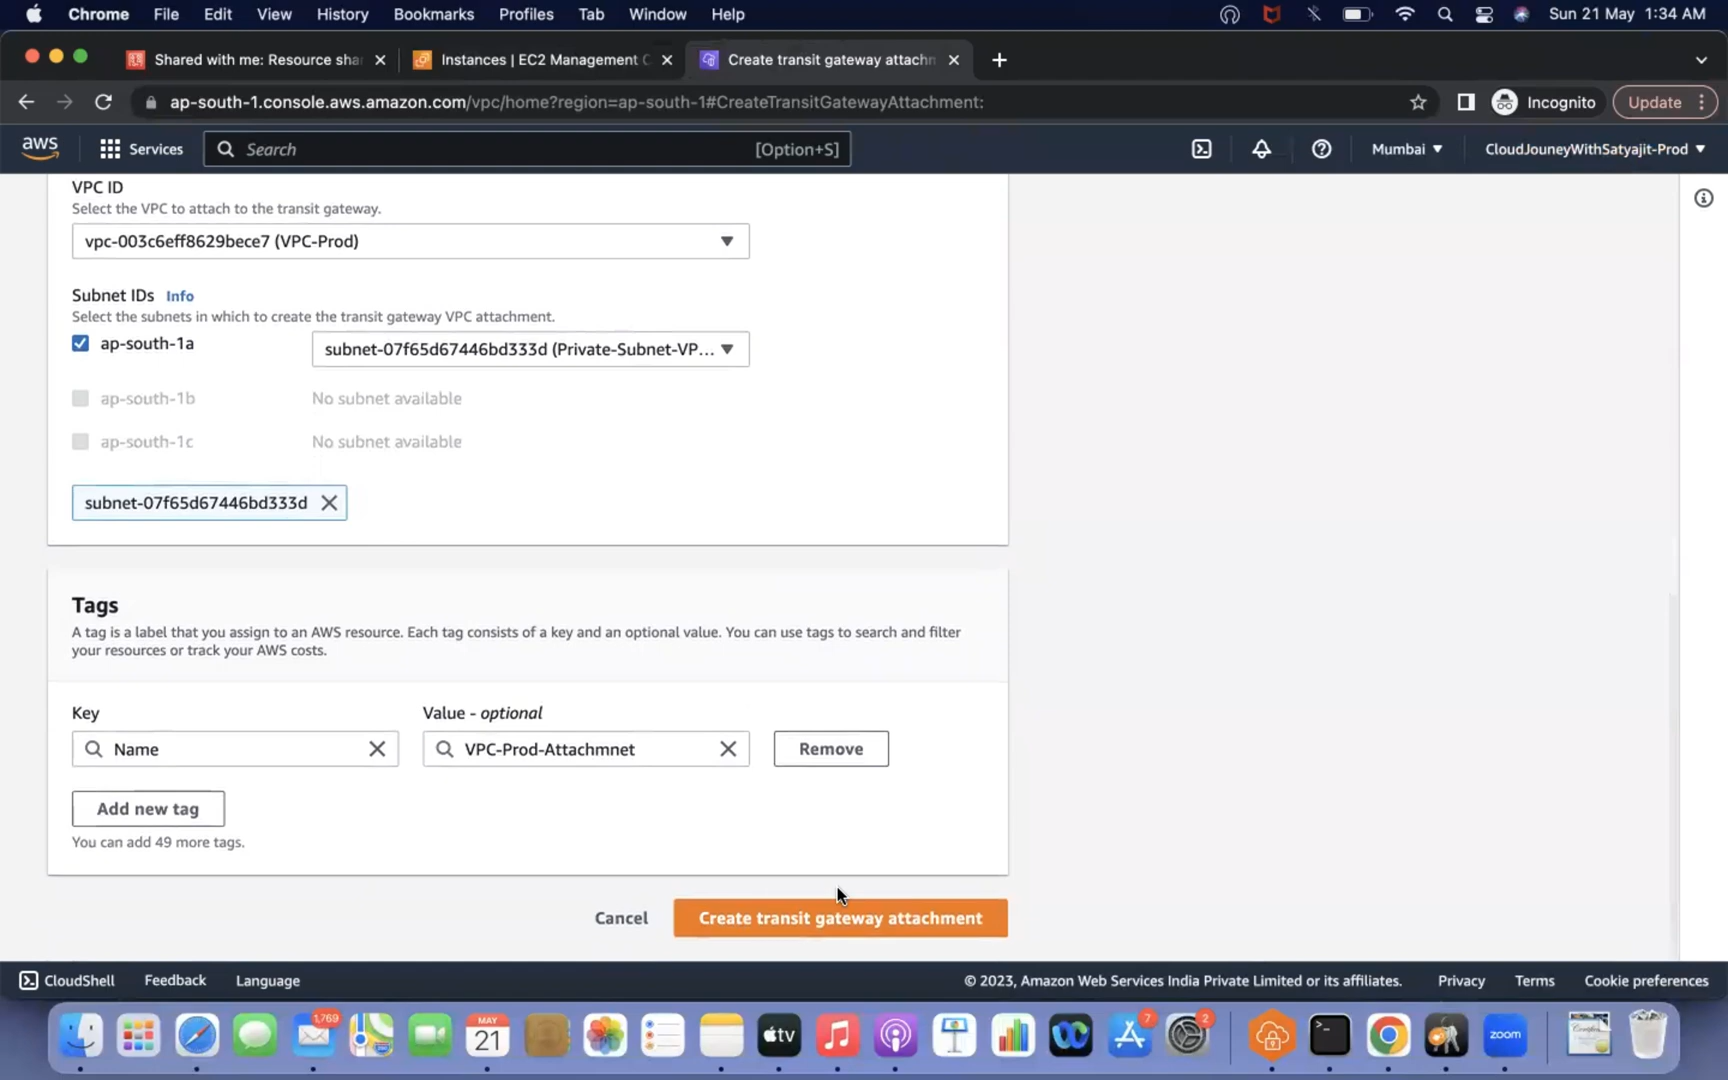 Chrome File Edit View History Bookmarks Profiles Tab Window Help Sun 21 May 1:34 AM
Shared with me: Resource sha Instances | EC2 Management C Create transit gateway attachm
ap-south-1.console.aws.amazon.com/vpc/home?region=ap-south-1#CreateTransitGatewayAttachment: Incognito Update
aws Services Search [Option+S] Mumbai CloudJouneyWithSatyajit-Prod
VPC ID
Select the VPC to attach to the transit gateway.
vpc-003c6eff8629bece7 (VPC-Prod)
Subnet IDs Info
Select the subnets in which to create the transit gateway VPC attachment.
ap-south-1a subnet-07f65d67446bd333d (Private-Subnet-VP...
ap-south-1b No subnet available
ap-south-1c No subnet available
subnet-07f65d67446bd333d
Tags
A tag is a label that you assign to an AWS resource. Each tag consists of a key and an optional value. You can use tags to search and filter
your resources or track your AWS costs.
Key Value - optional
Name VPC-Prod-Attachmnet Remove
Add new tag
You can add 49 more tags.
Cancel Create transit gateway attachment
CloudShell Feedback Language © 2023, Amazon Web Services India Private Limited or its affiliates. Privacy Terms Cookie preferences
1,769 MAY 21 tv 7 2 zoom